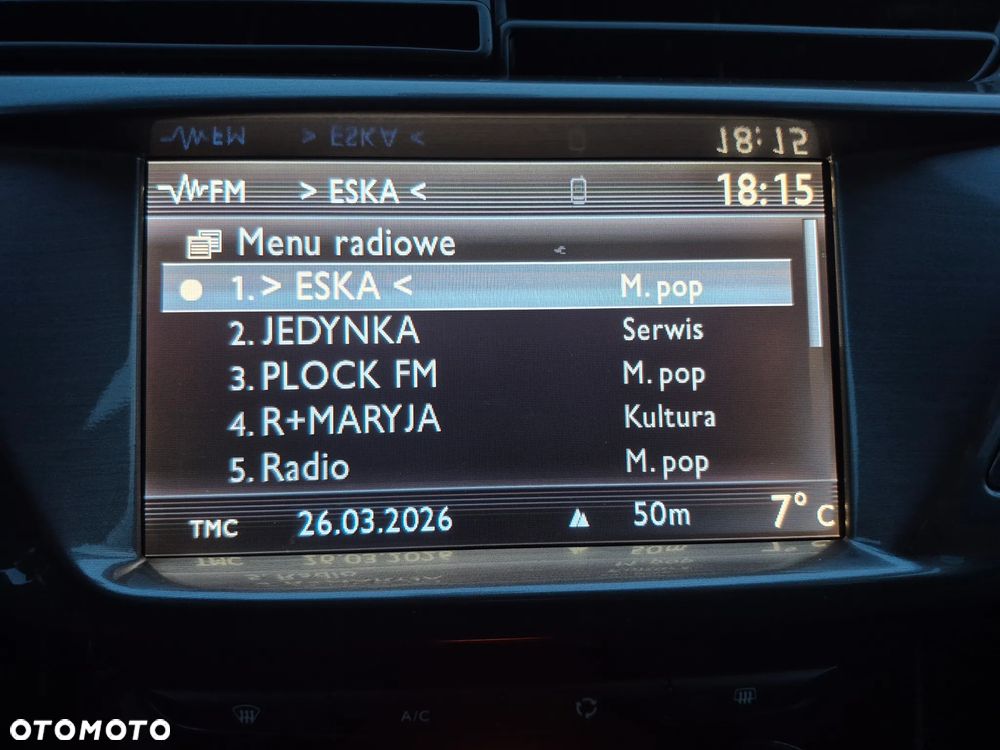 FM > ESKA < 18:15
Menu radiowe
1. > ESKA < M. pop
2. JEDYNKA Serwis
3. PLOCK FM M. pop
4. R+MARYJA Kultura
5. Radio M. pop
TMC 26.03.2026 50m 7° C
A/C
OTOMOTO